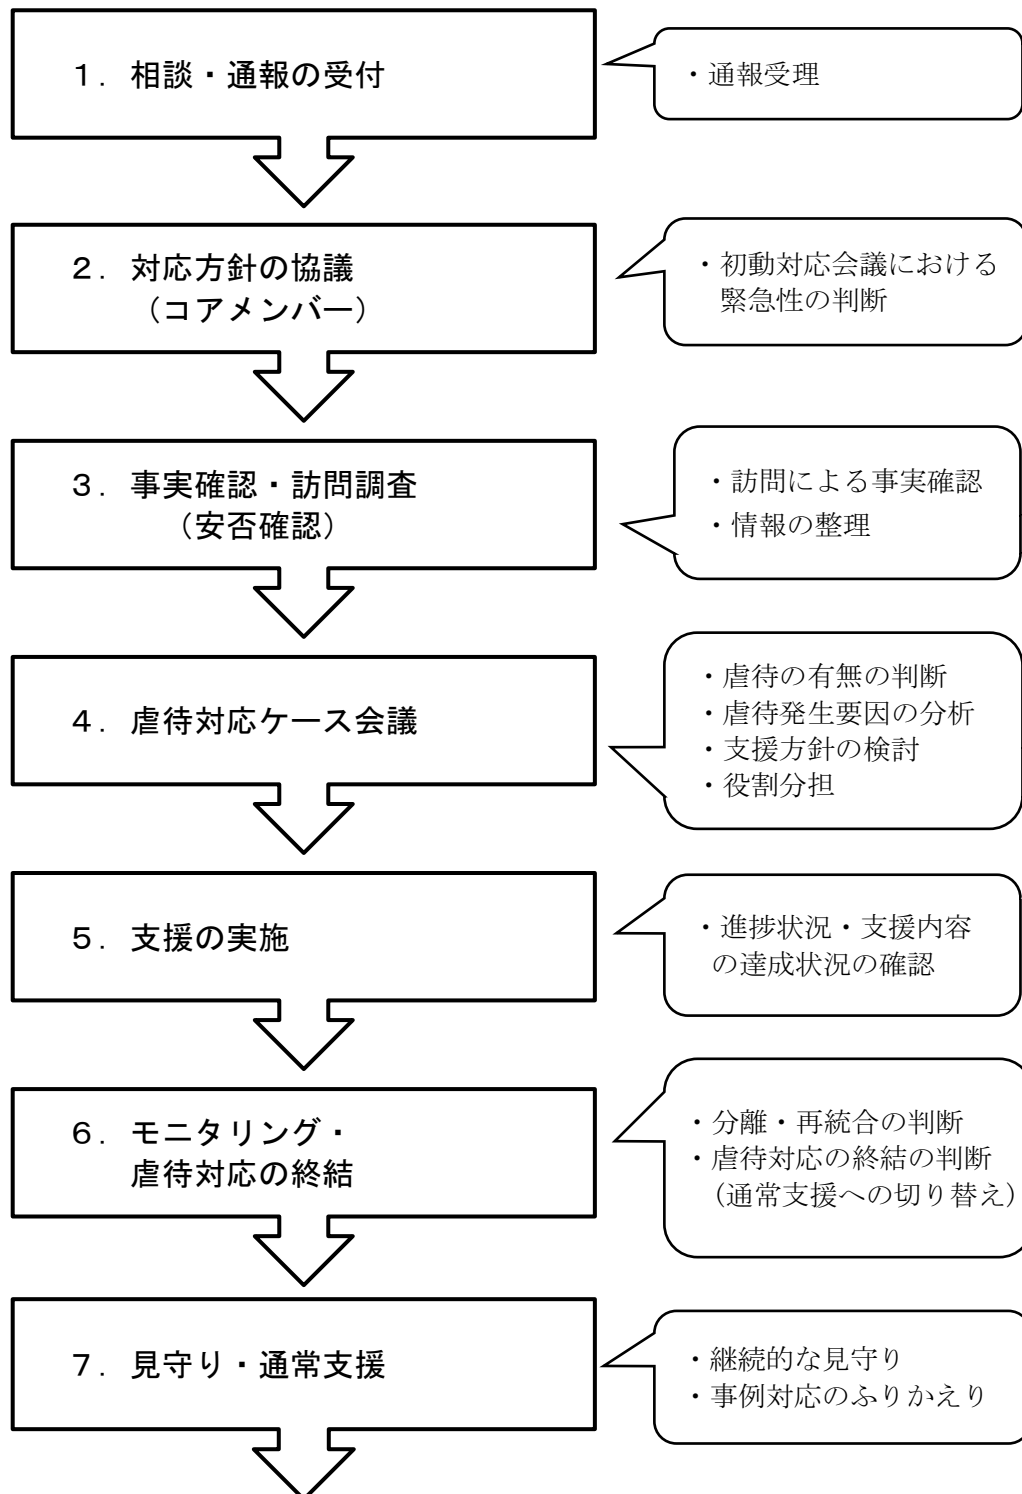 １．相談・通報の受付
・通報受理
２．対応方針の協議
（コアメンバー）
・初動対応会議における
緊急性の判断
３．事実確認・訪問調査
（安否確認）
・訪問による事実確認
・情報の整理
４．虐待対応ケース会議
・虐待の有無の判断
・虐待発生要因の分析
・支援方針の検討
・役割分担
５．支援の実施
・進捗状況・支援内容
の達成状況の確認
６．モニタリング・
虐待対応の終結
・分離・再統合の判断
・虐待対応の終結の判断
（通常支援への切り替え）
７．見守り・通常支援
・継続的な見守り
・事例対応のふりかえり